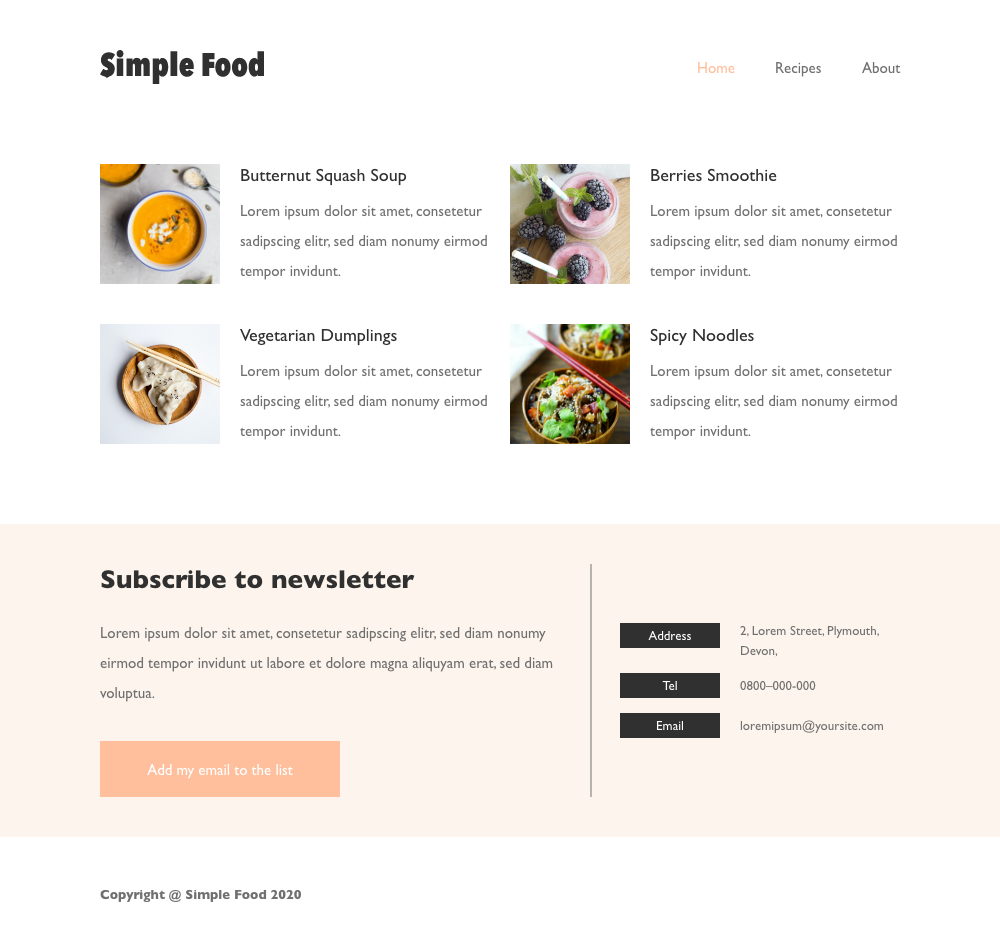 Simple Food
Home Recipes About
Butternut Squash Soup
Lorem ipsum dolor sit amet, consetetur
sadipscing elitr, sed diam nonumy eirmod
tempor invidunt.
Berries Smoothie
Lorem ipsum dolor sit amet, consetetur
sadipscing elitr, sed diam nonumy eirmod
tempor invidunt.
Vegetarian Dumplings
Lorem ipsum dolor sit amet, consetetur
sadipscing elitr, sed diam nonumy eirmod
tempor invidunt.
Spicy Noodles
Lorem ipsum dolor sit amet, consetetur
sadipscing elitr, sed diam nonumy eirmod
tempor invidunt.
Subscribe to newsletter
Lorem ipsum dolor sit amet, consetetur sadipscing elitr, sed diam nonumy
eirmod tempor invidunt ut labore et dolore magna aliquyam erat, sed diam
voluptua.
Add my email to the list
Address 2, Lorem Street, Plymouth,
Devon,
Tel 0800–000-000
Email loremipsum@yoursite.com
Copyright @ Simple Food 2020